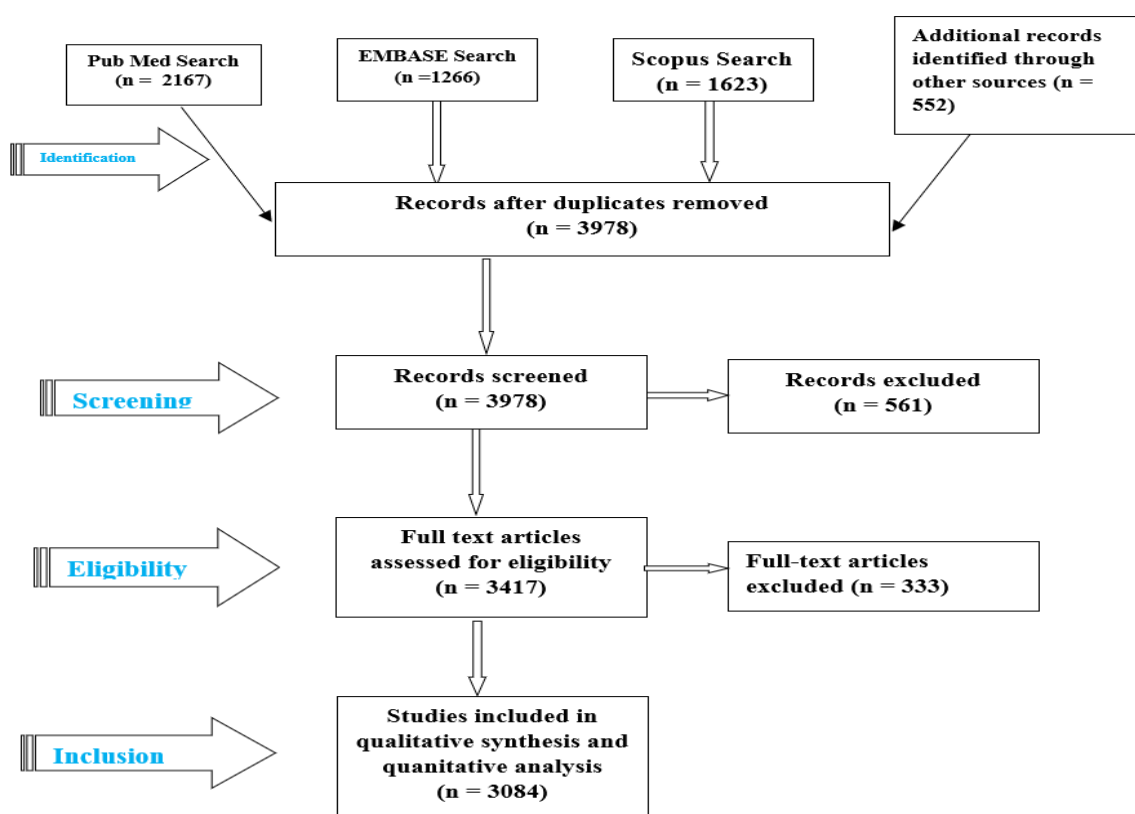 Pub Med Search
(n =  2167)
EMBASE Search
(n =1266)
Scopus Search
(n = 1623)
Additional records
identified through
other sources (n =
552)
Identification
Records after duplicates removed
(n = 3978)
Screening
Records screened
(n = 3978)
Records excluded
(n = 561)
Eligibility
Full text articles
assessed for eligibility
(n = 3417)
Full-text articles
excluded (n = 333)
Inclusion
Studies included in
qualitative synthesis and
quanitative analysis
(n = 3084)